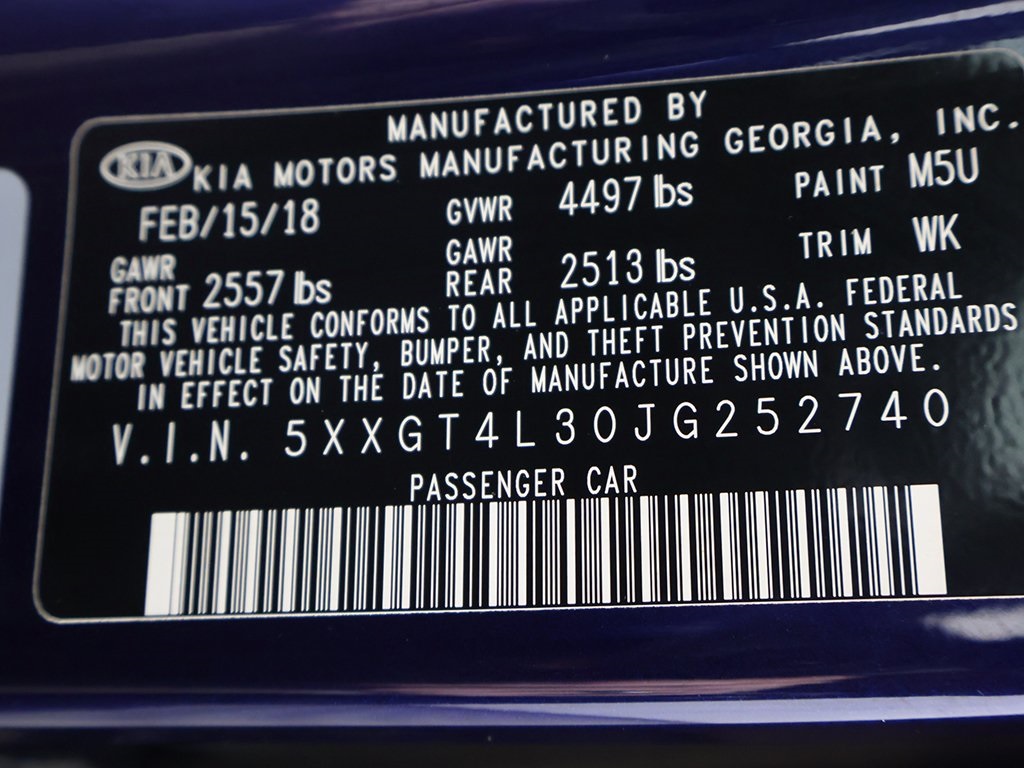 MANUFACTURED BY
KIA KIA MOTORS MANUFACTURING GEORGIA, INC.
FEB/15/18 GVWR 4497 lbs PAINT M5U
GAWR FRONT 2557 lbs GAWR REAR 2513 lbs TRIM WK
THIS VEHICLE CONFORMS TO ALL APPLICABLE U.S.A. FEDERAL
MOTOR VEHICLE SAFETY, BUMPER, AND THEFT PREVENTION STANDARDS
IN EFFECT ON THE DATE OF MANUFACTURE SHOWN ABOVE.
V.I.N. 5XXGT4L30JG252740
PASSENGER CAR